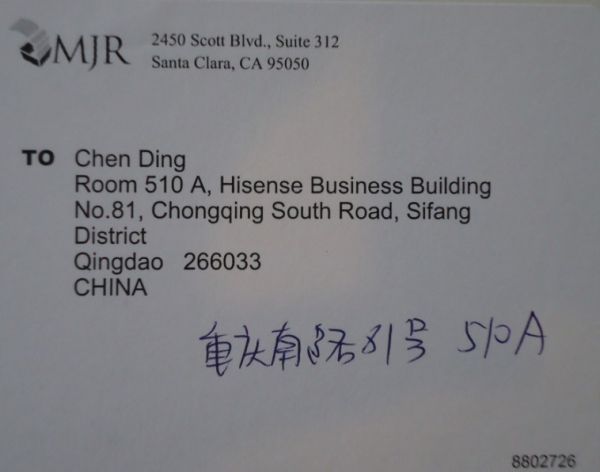 MJR
2450 Scott Blvd., Suite 312
Santa Clara, CA 95050
TO Chen Ding
Room 510 A, Hisense Business Building
No.81, Chongqing South Road, Sifang
District
Qingdao 266033
CHINA
重庆南路81号 510A
8802726